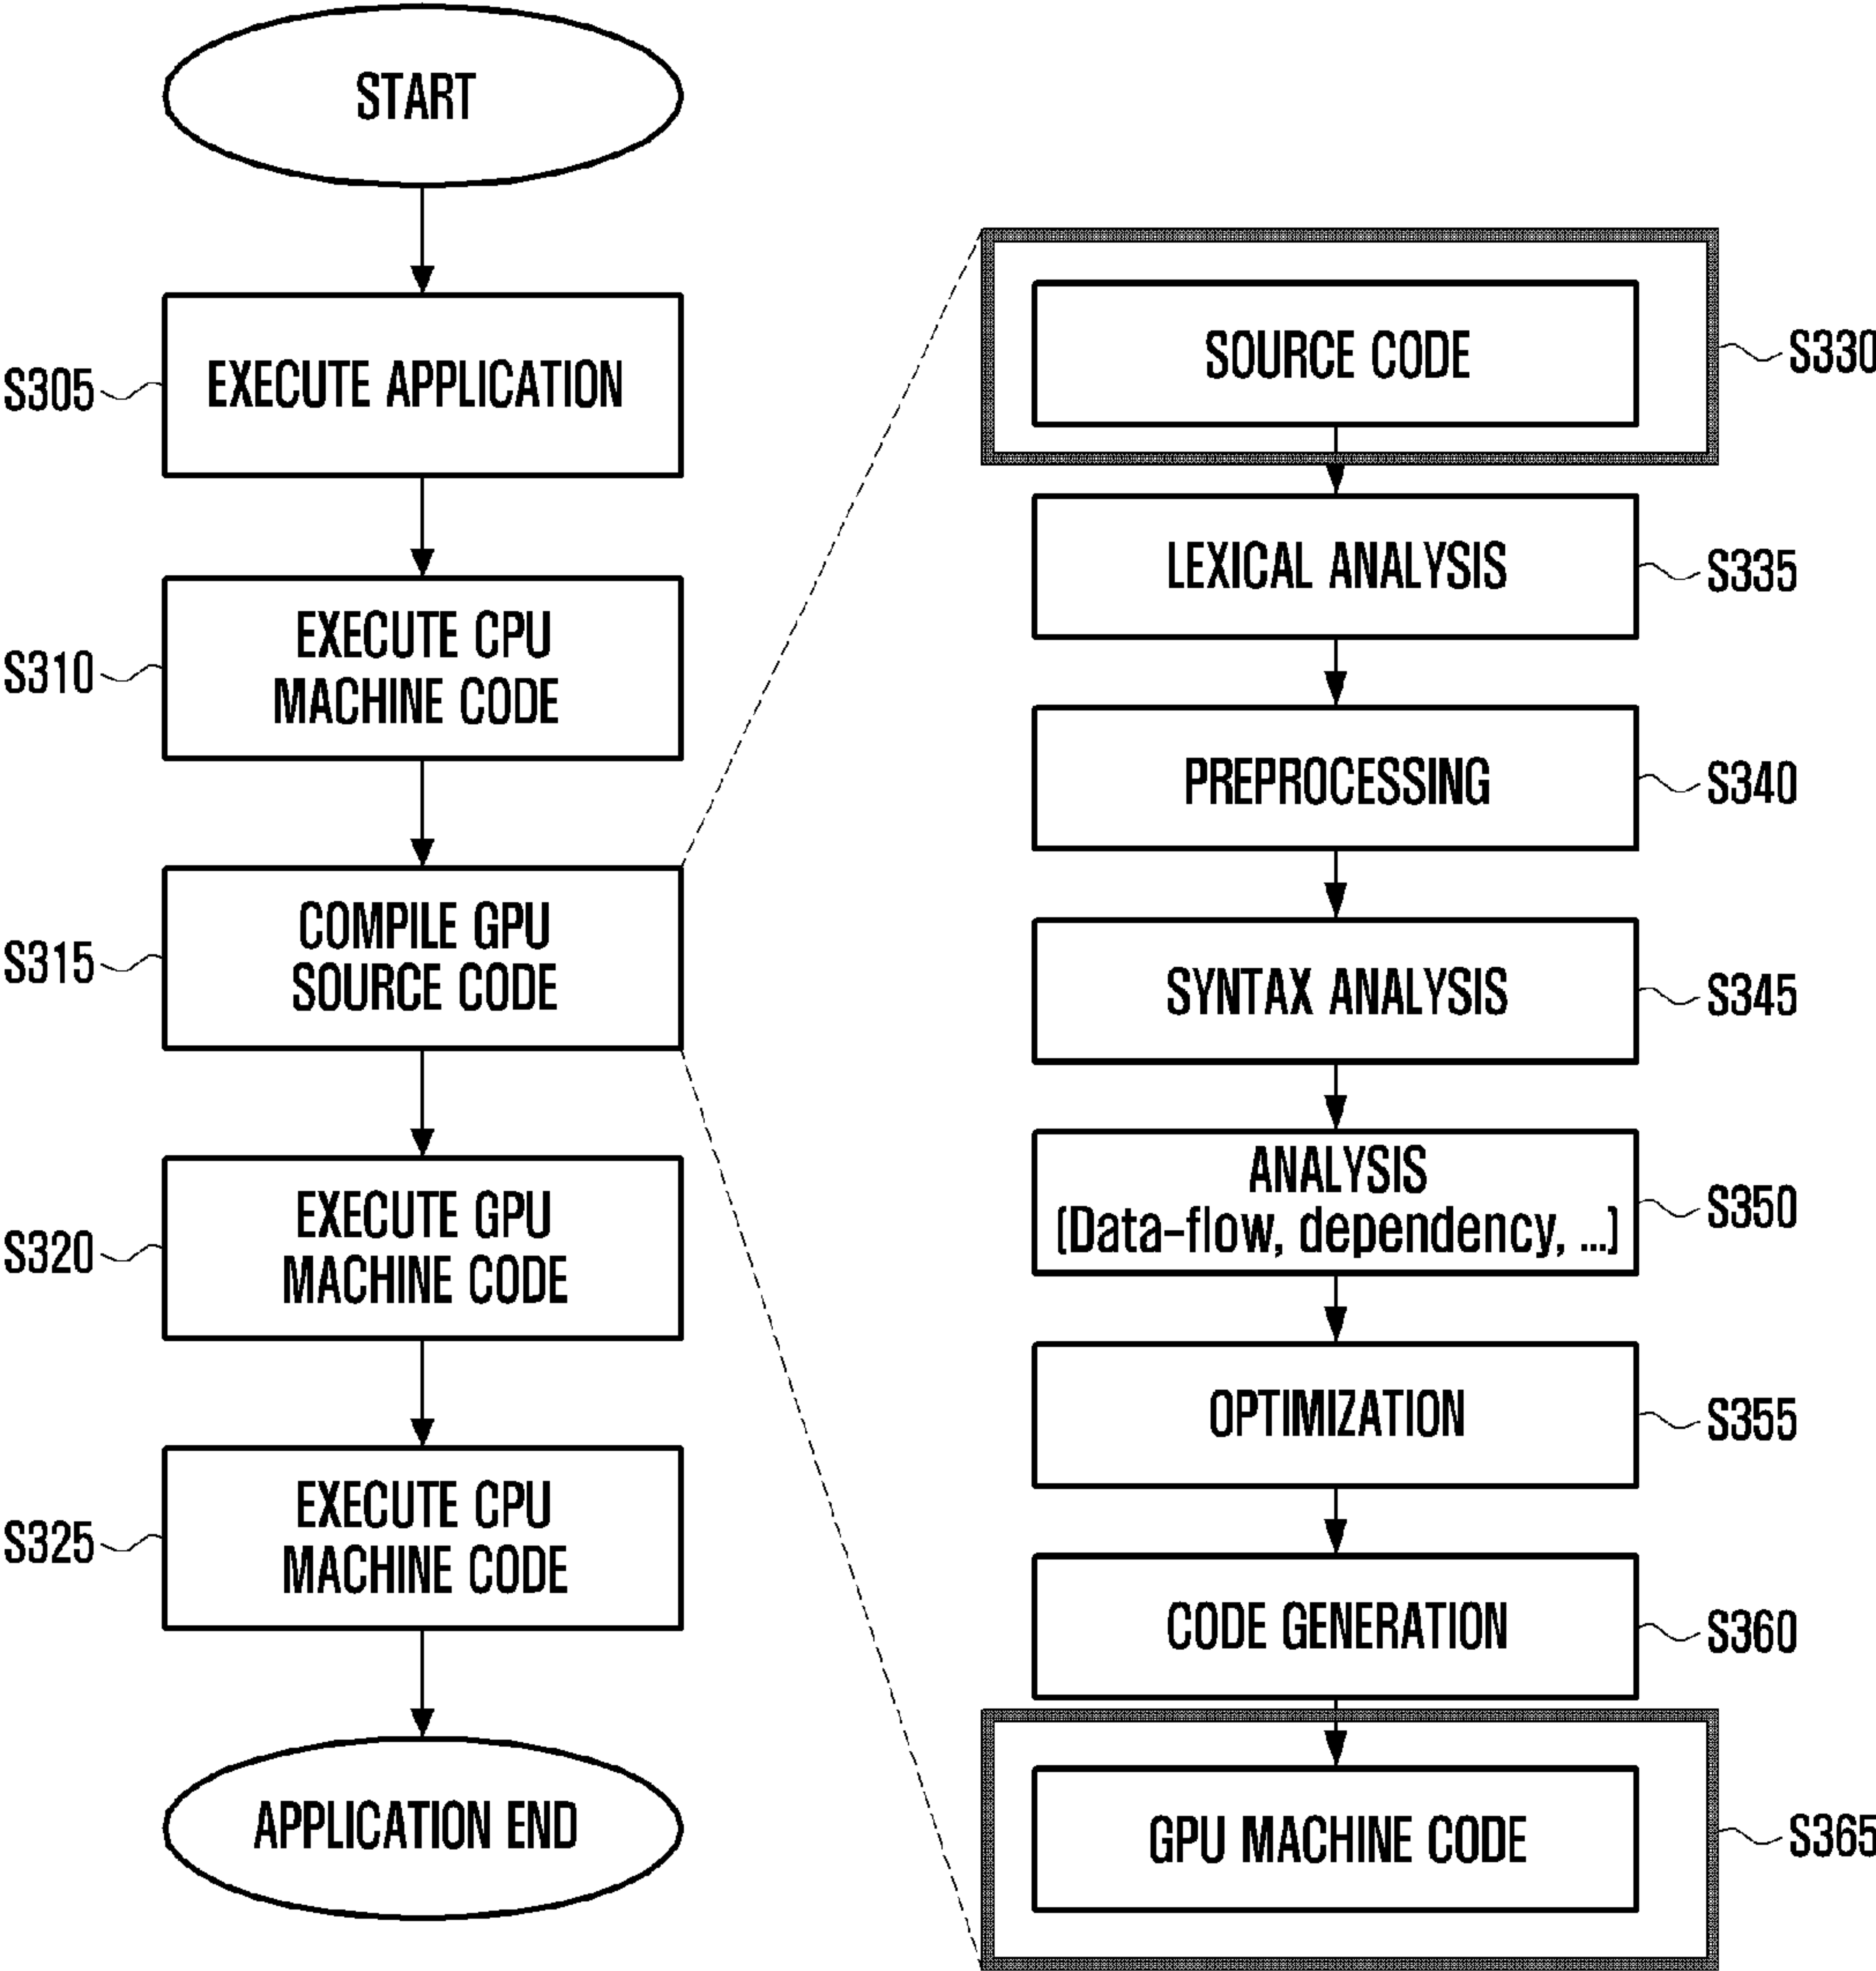 START
S305
EXECUTE APPLICATION
S310
EXECUTE CPU
MACHINE CODE
S315
COMPILE GPU
SOURCE CODE
S320
EXECUTE GPU
MACHINE CODE
S325
EXECUTE CPU
MACHINE CODE
APPLICATION END
SOURCE CODE
S330
LEXICAL ANALYSIS
S335
PREPROCESSING
S340
SYNTAX ANALYSIS
S345
ANALYSIS
(Data-flow, dependency, ...)
S350
OPTIMIZATION
S355
CODE GENERATION
S360
GPU MACHINE CODE
S365